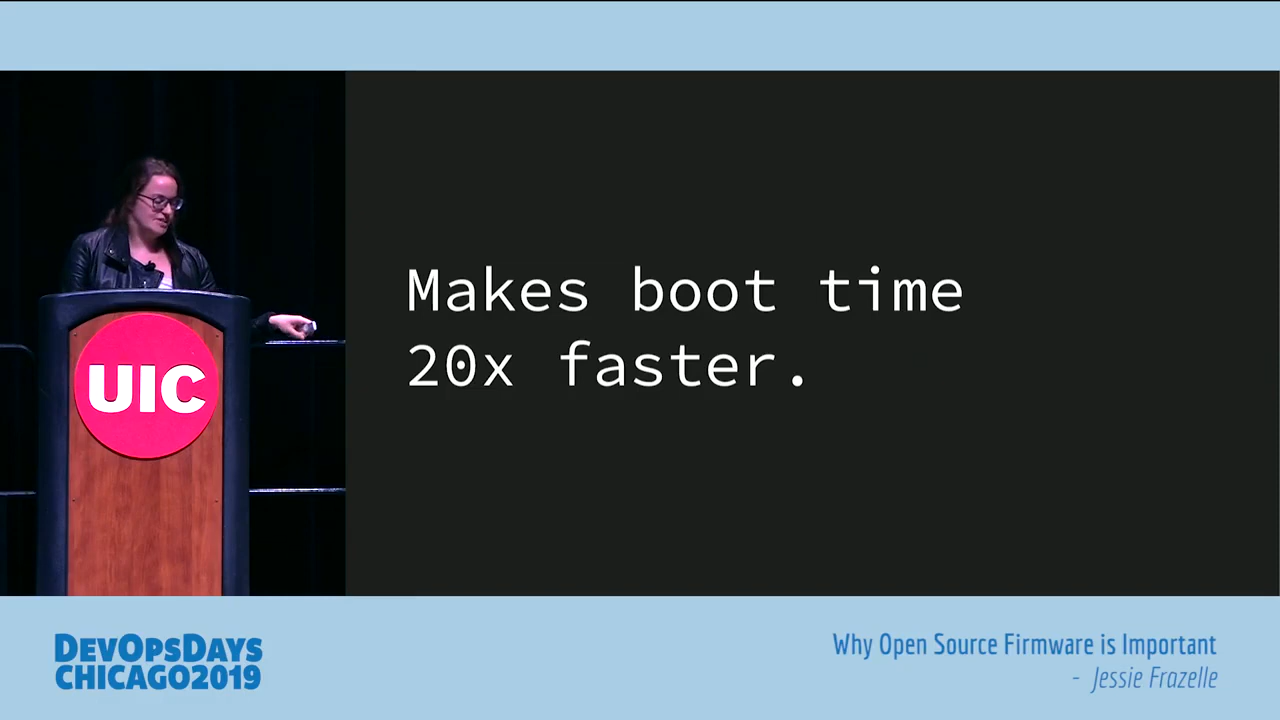 UIC
Makes boot time
20x faster.
DEVOPSDAYS
CHICAGO2019
Why Open Source Firmware is Important
- Jessie Frazelle